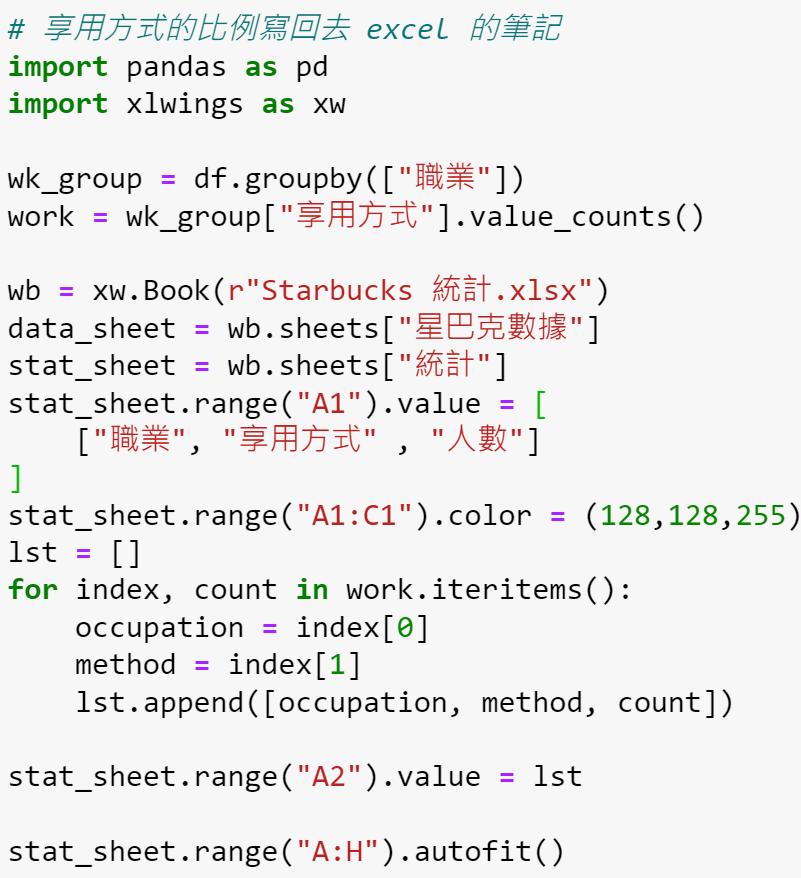 # 享用方式的比例寫回去 excel 的筆記
import pandas as pd
import xlwings as xw
wk_group = df.groupby(["職業"])
work = wk_group["享用方式"].value_counts()
wb = xw.Book(r"Starbucks 統計.xlsx")
data_sheet = wb.sheets["星巴克數據"]
stat_sheet = wb.sheets["統計"]
stat_sheet.range("A1").value = [
    ["職業", "享用方式" , "人數"]
]
stat_sheet.range("A1:C1").color = (128,128,255)
lst = []
for index, count in work.iteritems():
    occupation = index[0]
    method = index[1]
    lst.append([occupation, method, count])
stat_sheet.range("A2").value = lst
stat_sheet.range("A:H").autofit()